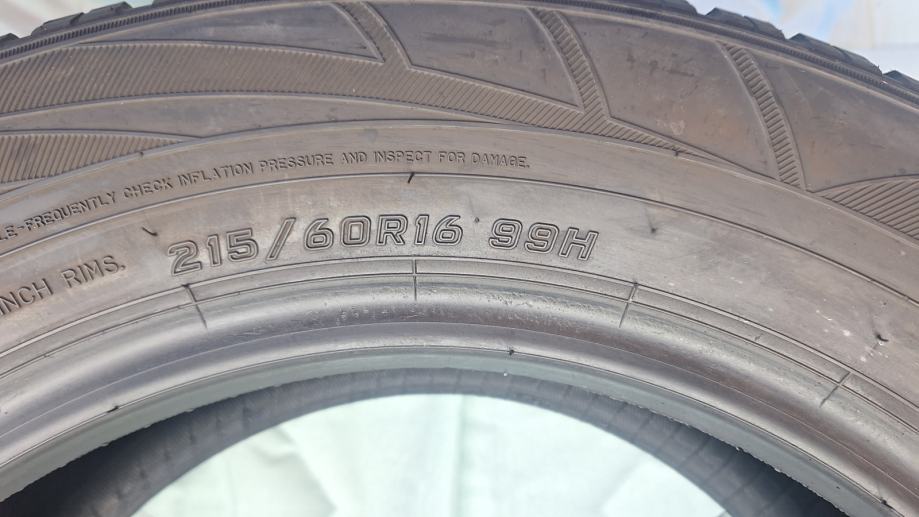 -FREQUENTLY CHECK INFLATION PRESSURE AND INSPECT FOR DAMAGE.
INCH RIMS.
215/60R16 99H